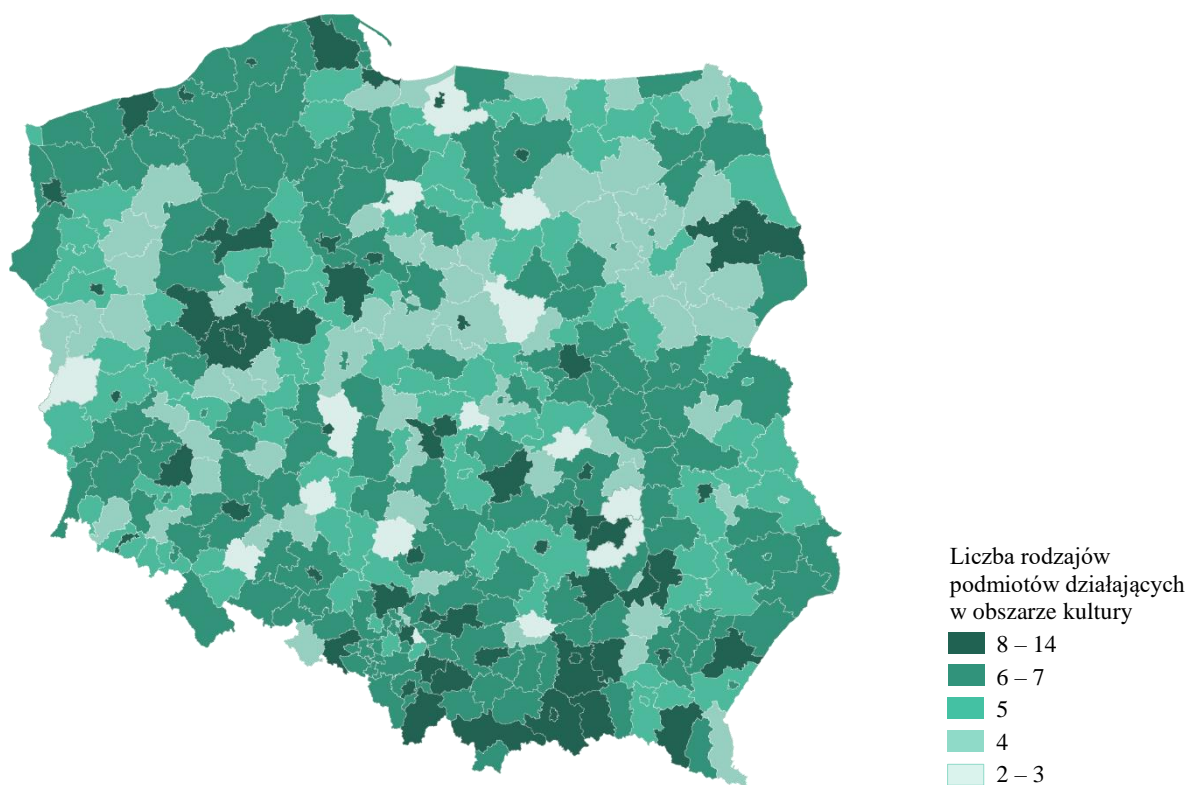 Liczba rodzajów
podmiotów działających
w obszarze kultury
8 – 14
6 – 7
5
4
2 – 3